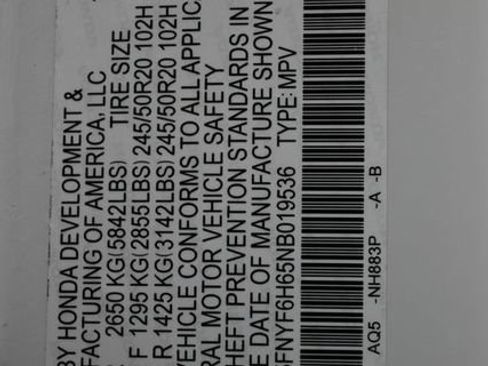 BY HONDA DEVELOPMENT &
FACTURING OF AMERICA, LLC
2650 KG(5842LBS) TIRE SIZE
F 1295 KG(2855LBS) 245/50R20 102H
R 1425 KG(3142LBS) 245/50R20 102H
VEHICLE CONFORMS TO ALL APPLIC
RAL MOTOR VEHICLE SAFETY
HEFT PREVENTION STANDARDS IN
E DATE OF MANUFACTURE SHOWN
FNYF6H65NB019536 TYPE: MPV
AQ5 -NH883P -A -B